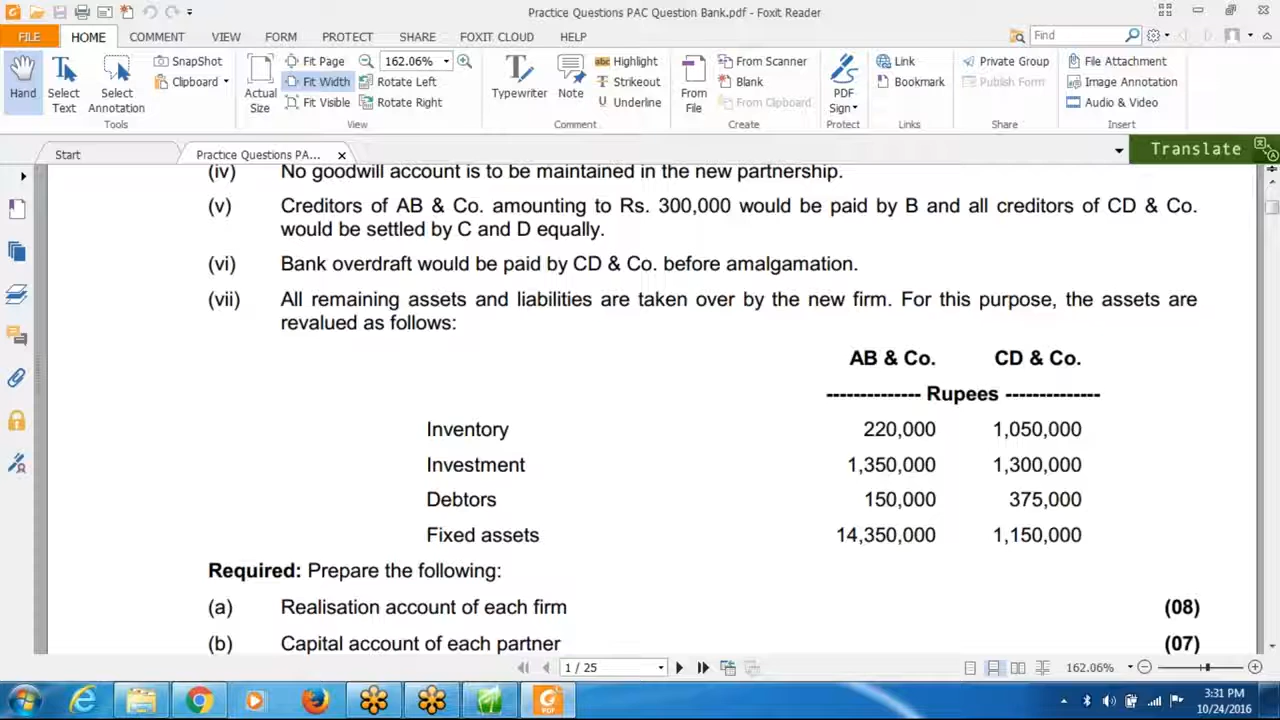 Practice Questions PAC Question Bank.pdf - Foxit Reader
FILE HOME COMMENT VIEW FORM PROTECT SHARE FOXIT CLOUD HELP Find
Hand
Select Text
Select Annotation
SnapShot
Clipboard
Tools
Actual Size
Fit Page
Fit Width
Fit Visible
162.06%
Rotate Left
Rotate Right
View
Typewriter
Note
Highlight
Strikeout
Underline
Comment
From File
From Scanner
Blank
From Clipboard
Create
PDF Sign
Protect
Link
Bookmark
Links
Private Group
Publish Form
Share
File Attachment
Image Annotation
Audio & Video
Insert
Start Practice Questions PA... Translate
(iv) No goodwill account is to be maintained in the new partnership.
(v) Creditors of AB & Co. amounting to Rs. 300,000 would be paid by B and all creditors of CD & Co.
would be settled by C and D equally.
(vi) Bank overdraft would be paid by CD & Co. before amalgamation.
(vii) All remaining assets and liabilities are taken over by the new firm. For this purpose, the assets are
revalued as follows:
AB & Co. CD & Co.
-------------- Rupees --------------
Inventory 220,000 1,050,000
Investment 1,350,000 1,300,000
Debtors 150,000 375,000
Fixed assets 14,350,000 1,150,000
Required: Prepare the following:
(a) Realisation account of each firm (08)
(b) Capital account of each partner (07)
1 / 25 162.06%
3:31 PM
10/24/2016